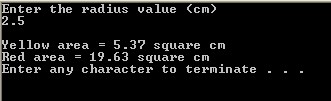 Enter the radius value (cm)
2.5
Yellow area = 5.37 square cm
Red area = 19.63 square cm
Enter any character to terminate . . .